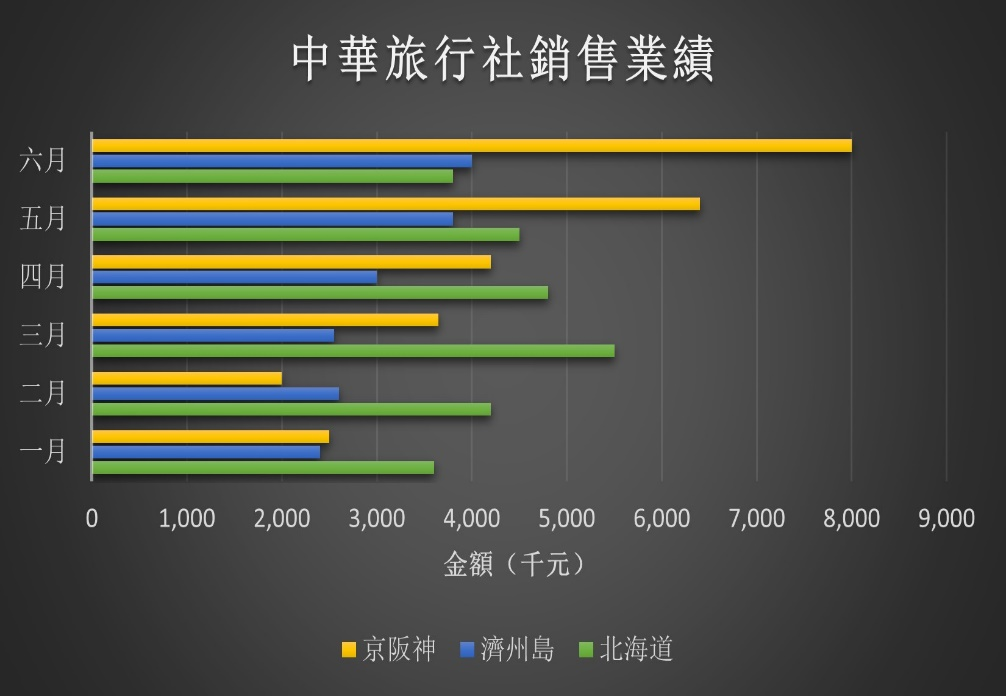 中華旅行社銷售業績
六月
五月
四月
三月
二月
一月
0 1,000 2,000 3,000 4,000 5,000 6,000 7,000 8,000 9,000
金額（千元）
京阪神 濟州島 北海道